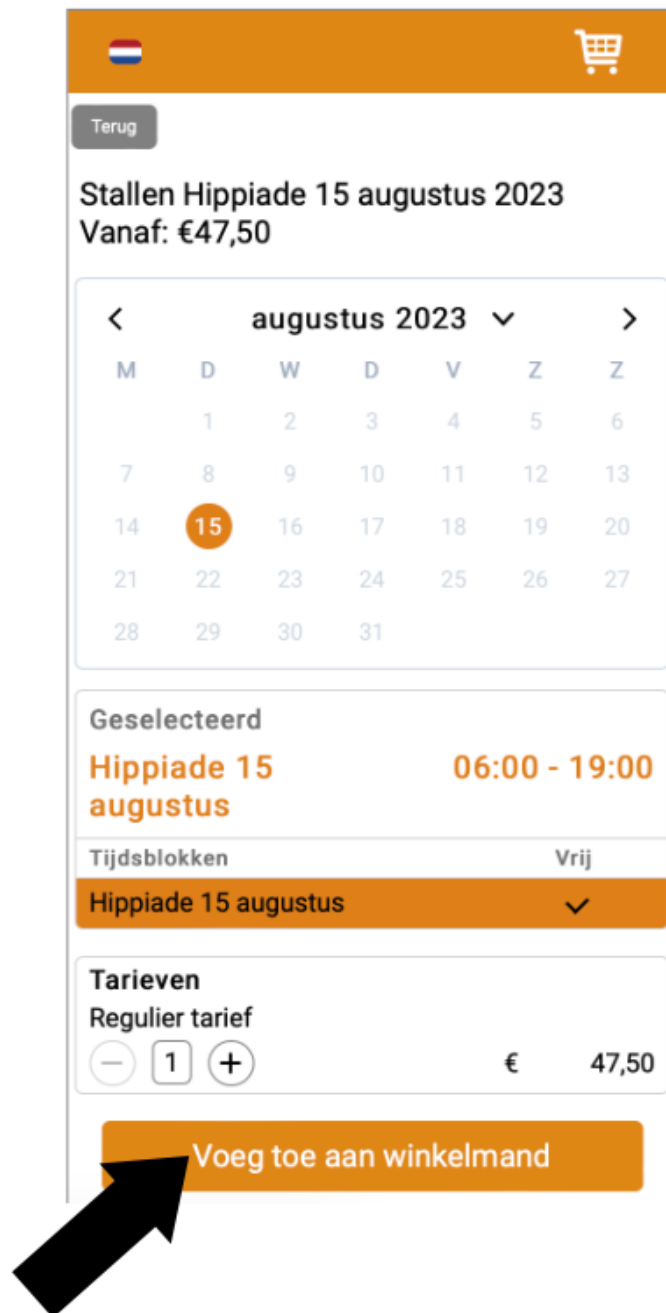 Terug
Stallen Hippiade 15 augustus 2023
Vanaf: €47,50
augustus 2023
M D W D V Z Z
1 2 3 4 5 6
7 8 9 10 11 12 13
14 15 16 17 18 19 20
21 22 23 24 25 26 27
28 29 30 31
Geselecteerd
Hippiade 15 06:00 - 19:00
augustus
Tijdsblokken Vrij
Hippiade 15 augustus
Tarieven
Regulier tarief
− 1 + € 47,50
Voeg toe aan winkelmand